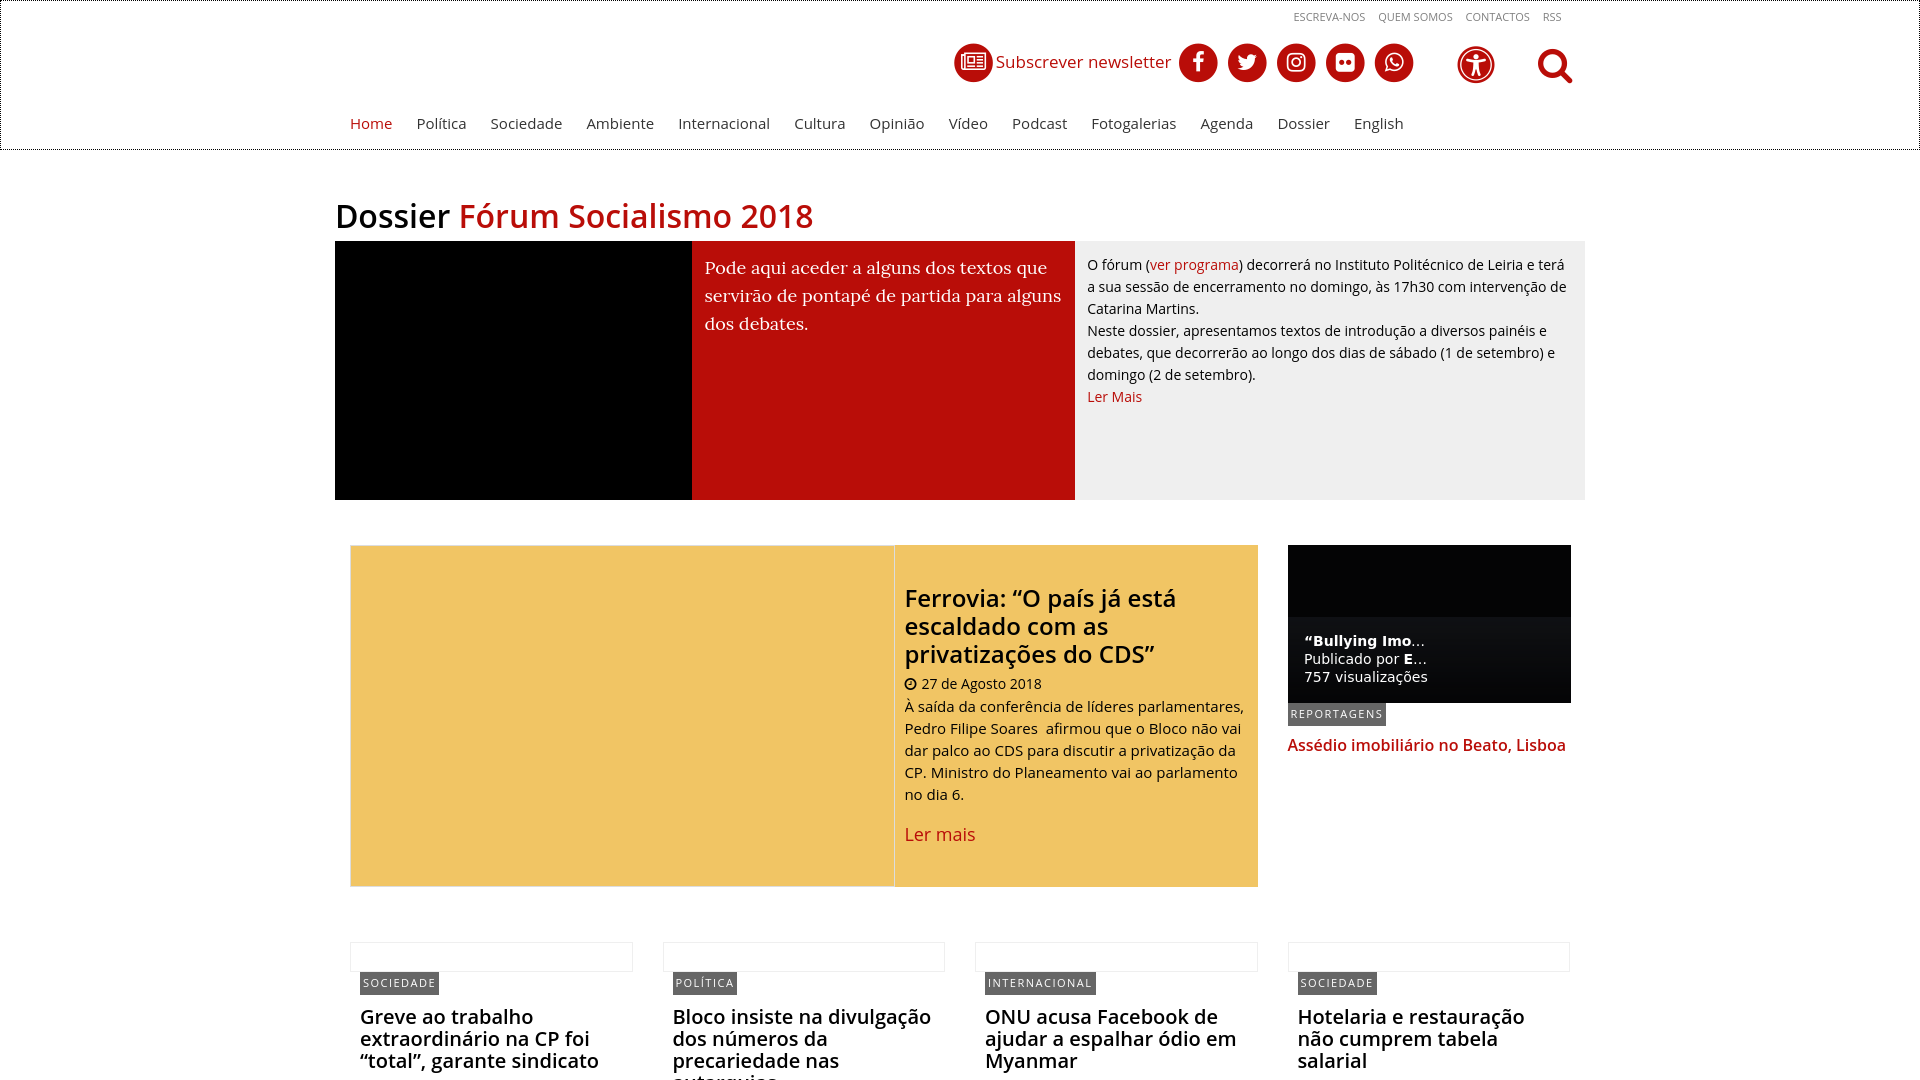 ESCREVA-NOS QUEM SOMOS CONTACTOS RSS
Subscrever newsletter
Home Política Sociedade Ambiente Internacional Cultura Opinião Vídeo Podcast Fotogalerias Agenda Dossier English
Dossier Fórum Socialismo 2018
Pode aqui aceder a alguns dos textos que
servirão de pontapé de partida para alguns
dos debates.
O fórum (ver programa) decorrerá no Instituto Politécnico de Leiria e terá
a sua sessão de encerramento no domingo, às 17h30 com intervenção de
Catarina Martins.
Neste dossier, apresentamos textos de introdução a diversos painéis e
debates, que decorrerão ao longo dos dias de sábado (1 de setembro) e
domingo (2 de setembro).
Ler Mais
Ferrovia: “O país já está
escaldado com as
privatizações do CDS”
27 de Agosto 2018
À saída da conferência de líderes parlamentares,
Pedro Filipe Soares  afirmou que o Bloco não vai
dar palco ao CDS para discutir a privatização da
CP. Ministro do Planeamento vai ao parlamento
no dia 6.
Ler mais
“Bullying Imo...
Publicado por E...
757 visualizações
REPORTAGENS
Assédio imobiliário no Beato, Lisboa
SOCIEDADE
Greve ao trabalho
extraordinário na CP foi
“total”, garante sindicato
POLÍTICA
Bloco insiste na divulgação
dos números da
precariedade nas
INTERNACIONAL
ONU acusa Facebook de
ajudar a espalhar ódio em
Myanmar
SOCIEDADE
Hotelaria e restauração
não cumprem tabela
salarial